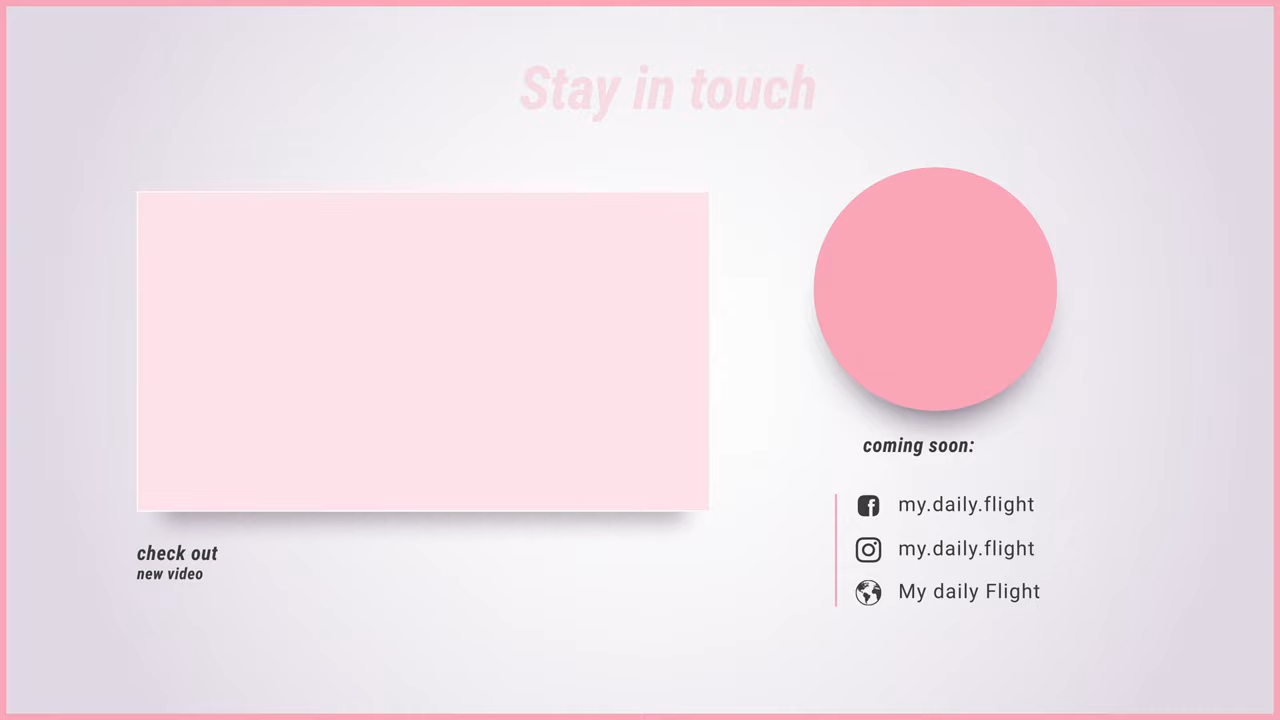 Stay in touch
check out
new video
coming soon:
my.daily.flight
my.daily.flight
My daily Flight